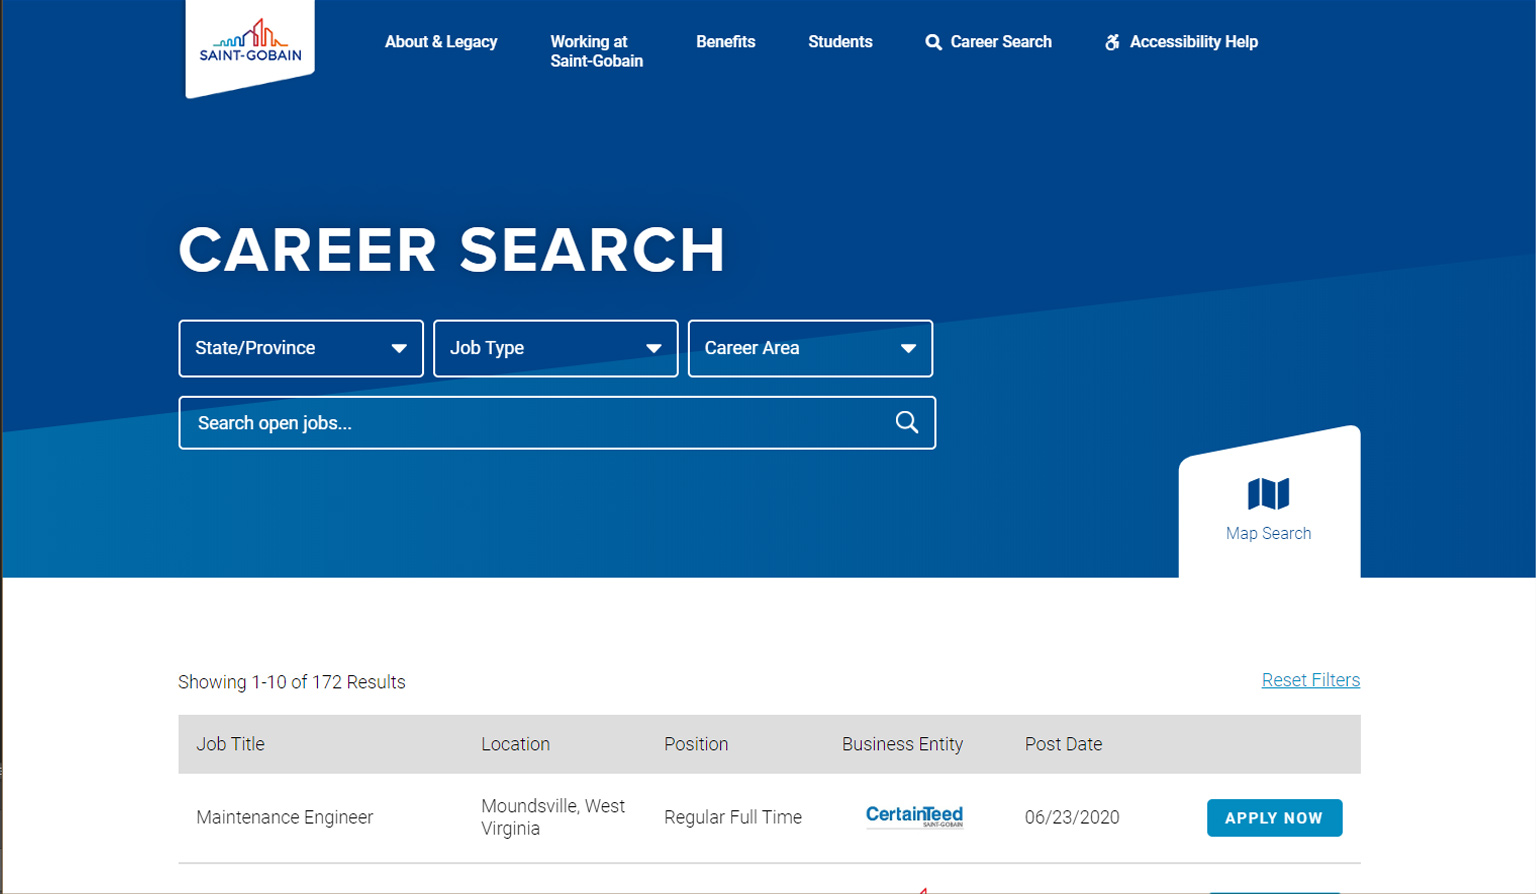 SAINT-GOBAIN
About & Legacy
Working at
Saint-Gobain
Benefits
Students
Career Search
Accessibility Help
CAREER SEARCH
State/Province
Job Type
Career Area
Search open jobs...
Map Search
Showing 1-10 of 172 Results
Reset Filters
Job Title Location Position Business Entity Post Date
Maintenance Engineer
Moundsville, West
Virginia
Regular Full Time
CertainTeed
SAINT-GOBAIN
06/23/2020
APPLY NOW